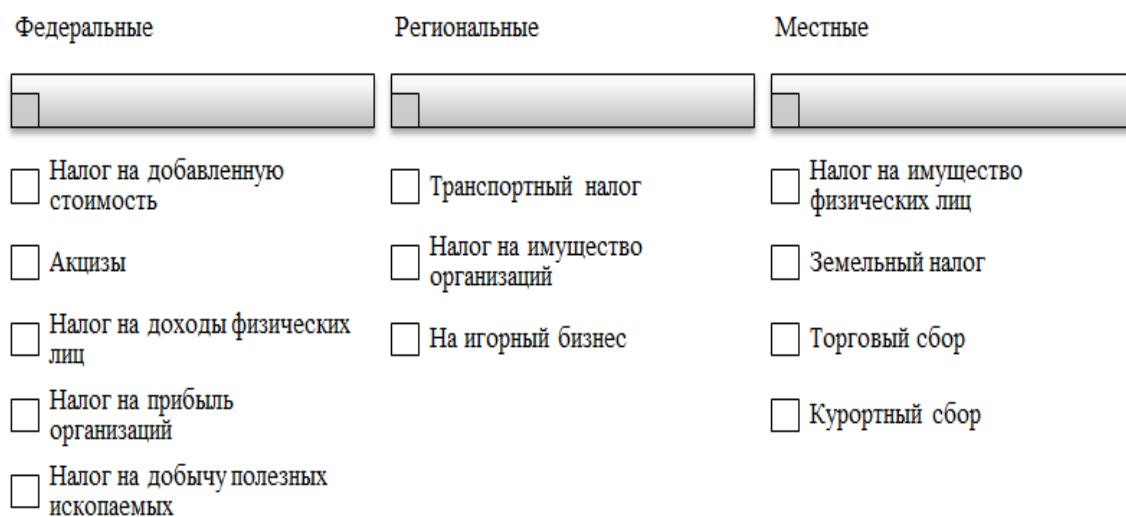 Федеральные
Налог на добавленную
стоимость
Акцизы
Налог на доходы физических
лиц
Налог на прибыль
организаций
Налог на добычу полезных
ископаемых
Региональные
Транспортный налог
Налог на имущество
организаций
На игорный бизнес
Местные
Налог на имущество
физических лиц
Земельный налог
Торговый сбор
Курортный сбор